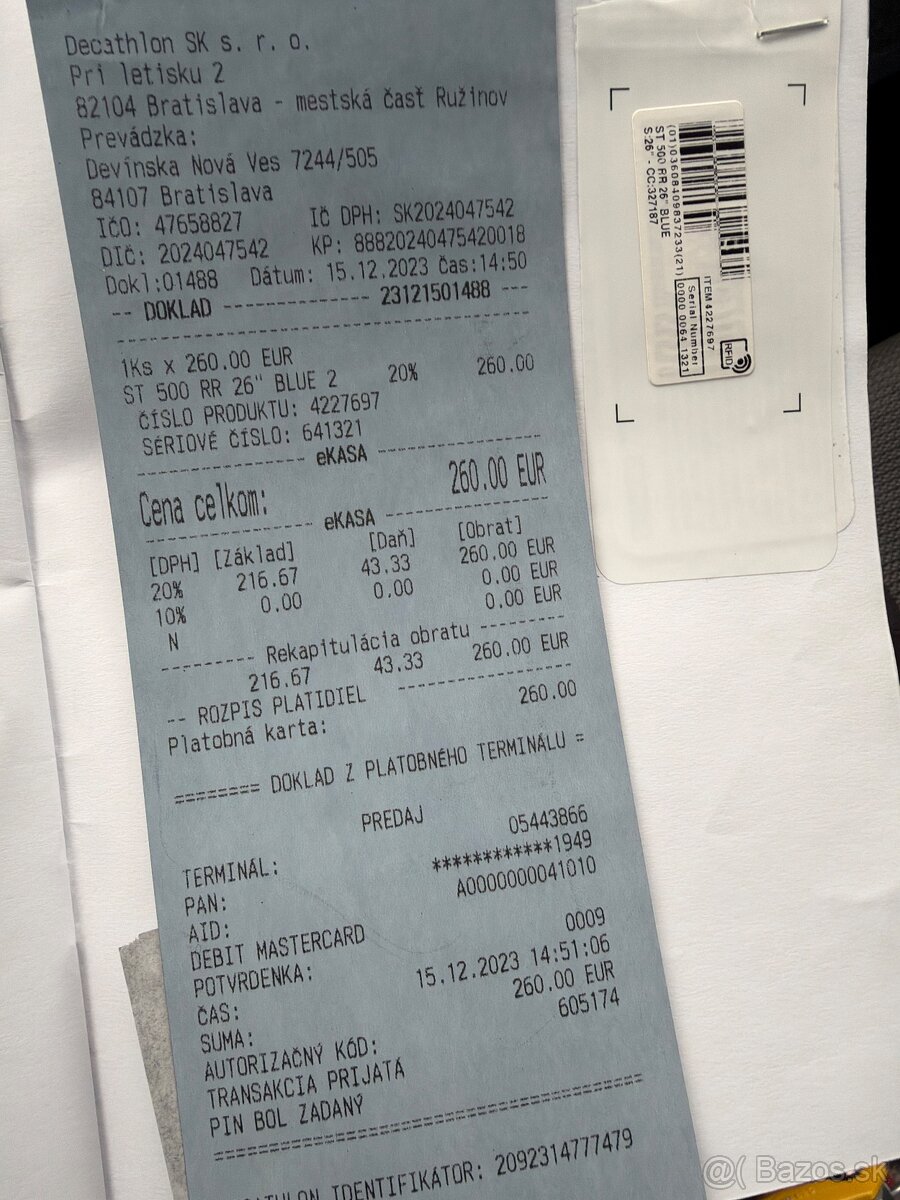 Decathlon SK s. r. o.
Pri letisku 2
82104 Bratislava - mestská časť Ružinov
Prevádzka:
Devínska Nová Ves 7244/505
84107 Bratislava
IČO: 47658827 IČ DPH: SK2024047542
DIČ: 2024047542 KP: 88820240475420018
Dokl:01488 Dátum: 15.12.2023 Čas:14:50
-- DOKLAD ---------------- 23121501488 ---
1Ks x 260.00 EUR
ST 500 RR 26" BLUE 2 20% 260.00
ČÍSLO PRODUKTU: 4227697
SÉRIOVÉ ČÍSLO: 641321
eKASA
Cena celkom: 260.00 EUR
eKASA
[DPH] [Základ] [Daň] [Obrat]
20% 216.67 43.33 260.00 EUR
10% 0.00 0.00 0.00 EUR
N 0.00 EUR
-------- Rekapitulácia obratu --------
216.67 43.33 260.00 EUR
-- ROZPIS PLATIDIEL ----------------
Platobná karta: 260.00
======= DOKLAD Z PLATOBNÉHO TERMINÁLU =
PREDAJ
TERMINÁL: 05443866
PAN: ************1949
AID: A0000000041010
DEBIT MASTERCARD
POTVRDENKA: 0009
ČAS: 15.12.2023 14:51:06
SUMA: 260.00 EUR
AUTORIZAČNÝ KÓD: 605174
TRANSAKCIA PRIJATÁ
PIN BOL ZADANÝ
IDENTIFIKÁTOR: 2092314777479
(01)03608409837233(21)
ST 500 RR 26" BLUE
S:26" - CC:327187
ITEM 4227697
Serial Number
0000 0064 1321
RFID
@( Bazos.sk